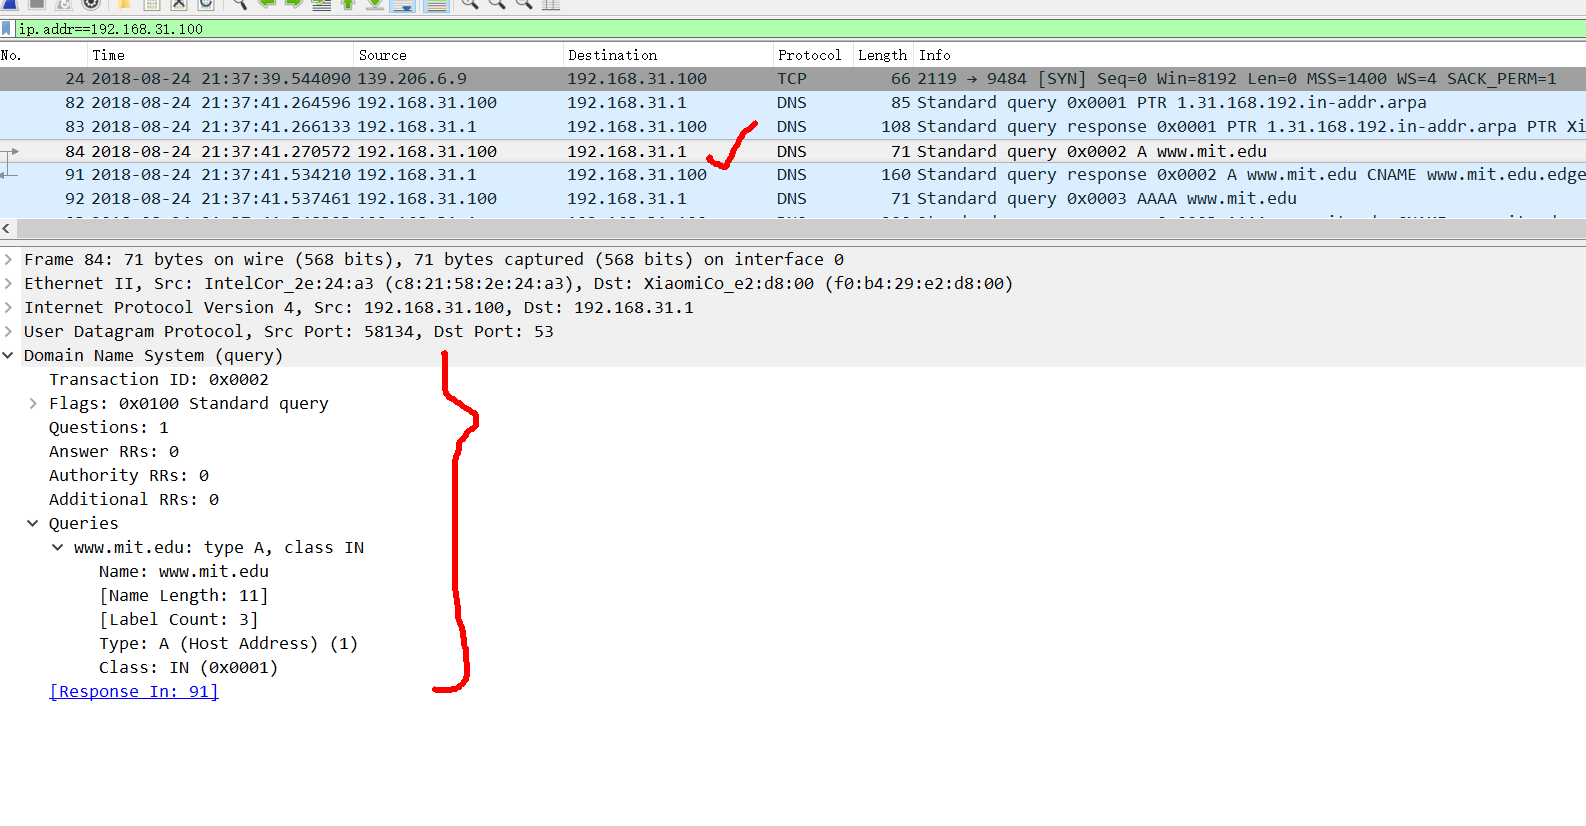 ip.addr==192.168.31.100
No. Time Source Destination Protocol Length Info
24 2018-08-24 21:37:39.544090 139.206.6.9 192.168.31.100 TCP 66 2119 → 9484 [SYN] Seq=0 Win=8192 Len=0 MSS=1400 WS=4 SACK_PERM=1
82 2018-08-24 21:37:41.264596 192.168.31.100 192.168.31.1 DNS 85 Standard query 0x0001 PTR 1.31.168.192.in-addr.arpa
83 2018-08-24 21:37:41.266133 192.168.31.1 192.168.31.100 DNS 108 Standard query response 0x0001 PTR 1.31.168.192.in-addr.arpa PTR Xi
84 2018-08-24 21:37:41.270572 192.168.31.100 192.168.31.1 DNS 71 Standard query 0x0002 A www.mit.edu
91 2018-08-24 21:37:41.534210 192.168.31.1 192.168.31.100 DNS 160 Standard query response 0x0002 A www.mit.edu CNAME www.mit.edu.edge
92 2018-08-24 21:37:41.537461 192.168.31.100 192.168.31.1 DNS 71 Standard query 0x0003 AAAA www.mit.edu
Frame 84: 71 bytes on wire (568 bits), 71 bytes captured (568 bits) on interface 0
Ethernet II, Src: IntelCor_2e:24:a3 (c8:21:58:2e:24:a3), Dst: XiaomiCo_e2:d8:00 (f0:b4:29:e2:d8:00)
Internet Protocol Version 4, Src: 192.168.31.100, Dst: 192.168.31.1
User Datagram Protocol, Src Port: 58134, Dst Port: 53
Domain Name System (query)
Transaction ID: 0x0002
Flags: 0x0100 Standard query
Questions: 1
Answer RRs: 0
Authority RRs: 0
Additional RRs: 0
Queries
www.mit.edu: type A, class IN
Name: www.mit.edu
[Name Length: 11]
[Label Count: 3]
Type: A (Host Address) (1)
Class: IN (0x0001)
[Response In: 91]